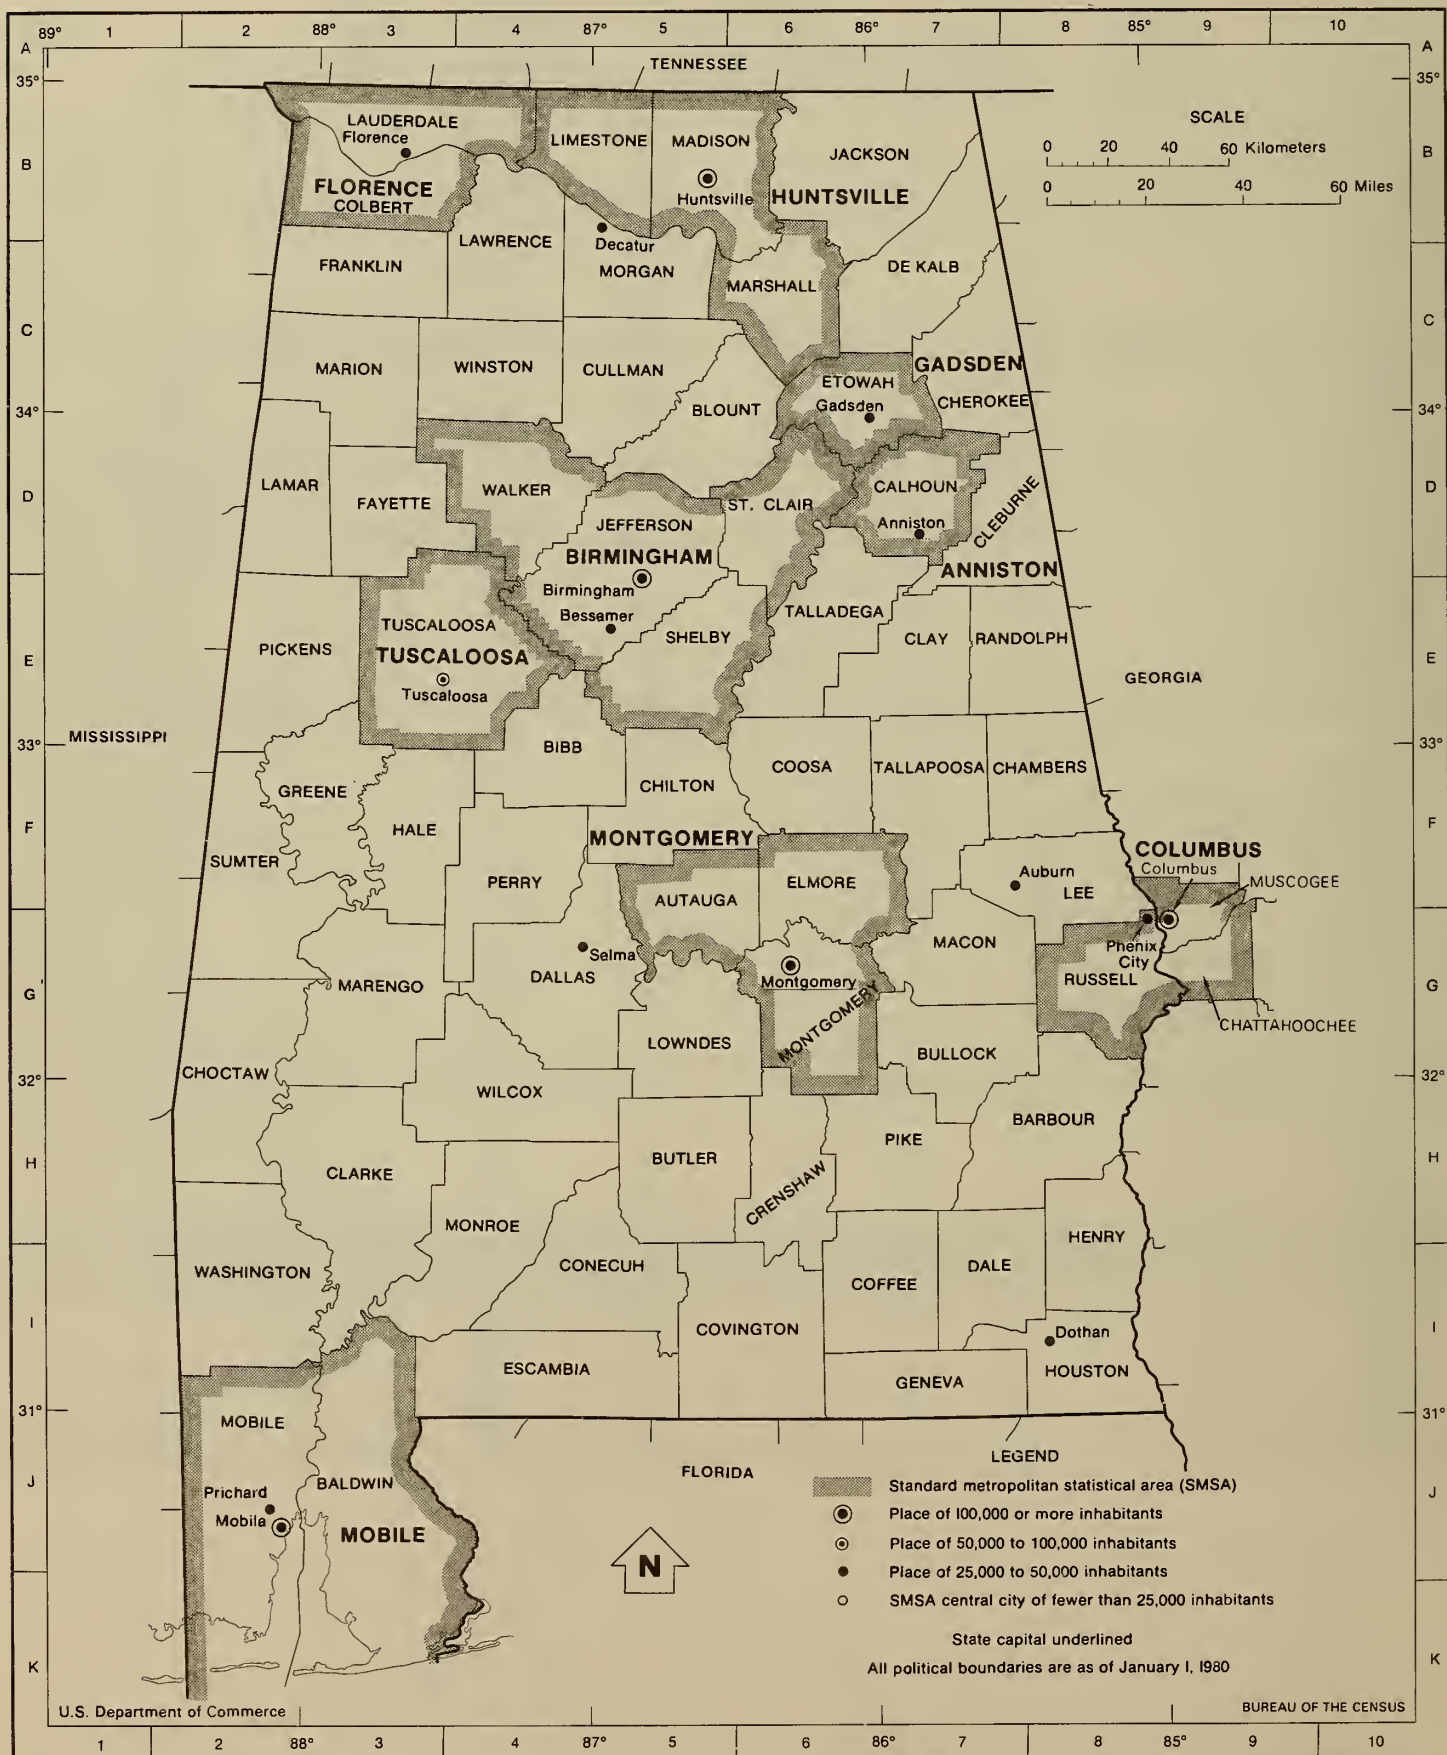 89° 1 2 88° 3 4 87° 5 6 86° 7 8 85° 9 10
A A
35° 35°
TENNESSEE
SCALE
0 20 40 60 Kilometers
0 20 40 60 Miles
B B
LAUDERDALE
Florence
FLORENCE
COLBERT
LIMESTONE
MADISON
Huntsville
HUNTSVILLE
JACKSON
LAWRENCE
Decatur
MORGAN
FRANKLIN
MARSHALL
DE KALB
C C
MARION
WINSTON
CULLMAN
BLOUNT
ETOWAH
Gadsden
GADSDEN
CHEROKEE
34° 34°
D D
LAMAR
FAYETTE
WALKER
JEFFERSON
BIRMINGHAM
Birmingham
Bessemer
ST. CLAIR
CALHOUN
Anniston
CLEBURNE
ANNISTON
E E
PICKENS
TUSCALOOSA
TUSCALOOSA
Tuscaloosa
SHELBY
TALLADEGA
CLAY
RANDOLPH
GEORGIA
MISSISSIPPI
33° 33°
BIBB
COOSA
TALLAPOOSA
CHAMBERS
GREENE
CHILTON
HALE
F F
SUMTER
MONTGOMERY
PERRY
AUTAUGA
ELMORE
Auburn
LEE
COLUMBUS
Columbus
MUSCOGEE
Phenix
City
RUSSELL
CHATTAHOOCHEE
MACON
Selma
DALLAS
Montgomery
MONTGOMERY
MARENGO
G G
LOWNDES
BULLOCK
CHOCTAW
32° 32°
WILCOX
BARBOUR
PIKE
H H
CLARKE
BUTLER
CRENSHAW
MONROE
HENRY
WASHINGTON
CONECUH
COFFEE
DALE
I I
COVINGTON
Dothan
HOUSTON
ESCAMBIA
GENEVA
31° 31°
MOBILE
FLORIDA
J J
BALDWIN
Prichard
Mobila
MOBILE
N
LEGEND
Standard metropolitan statistical area (SMSA)
Place of 100,000 or more inhabitants
Place of 50,000 to 100,000 inhabitants
Place of 25,000 to 50,000 inhabitants
SMSA central city of fewer than 25,000 inhabitants
State capital underlined
All political boundaries are as of January 1, 1980
K K
U.S. Department of Commerce
BUREAU OF THE CENSUS
1 2 88° 3 4 87° 5 6 86° 7 8 85° 9 10